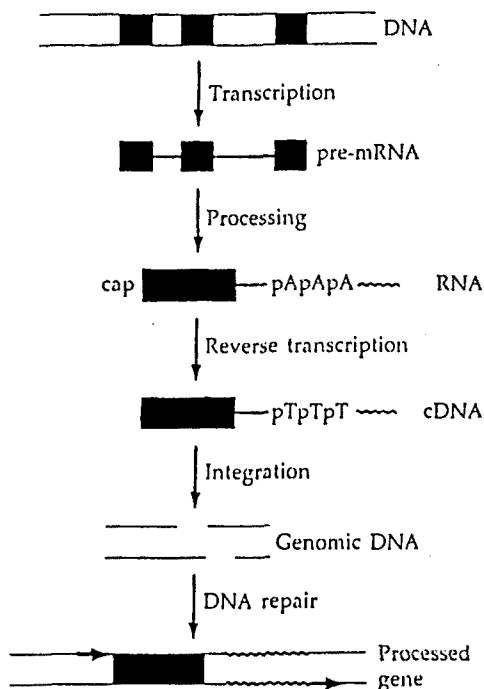 DNA
Transcription
pre-mRNA
Processing
cap pApApA RNA
Reverse transcription
pTpTpT cDNA
Integration
Genomic DNA
DNA repair
Processed
gene